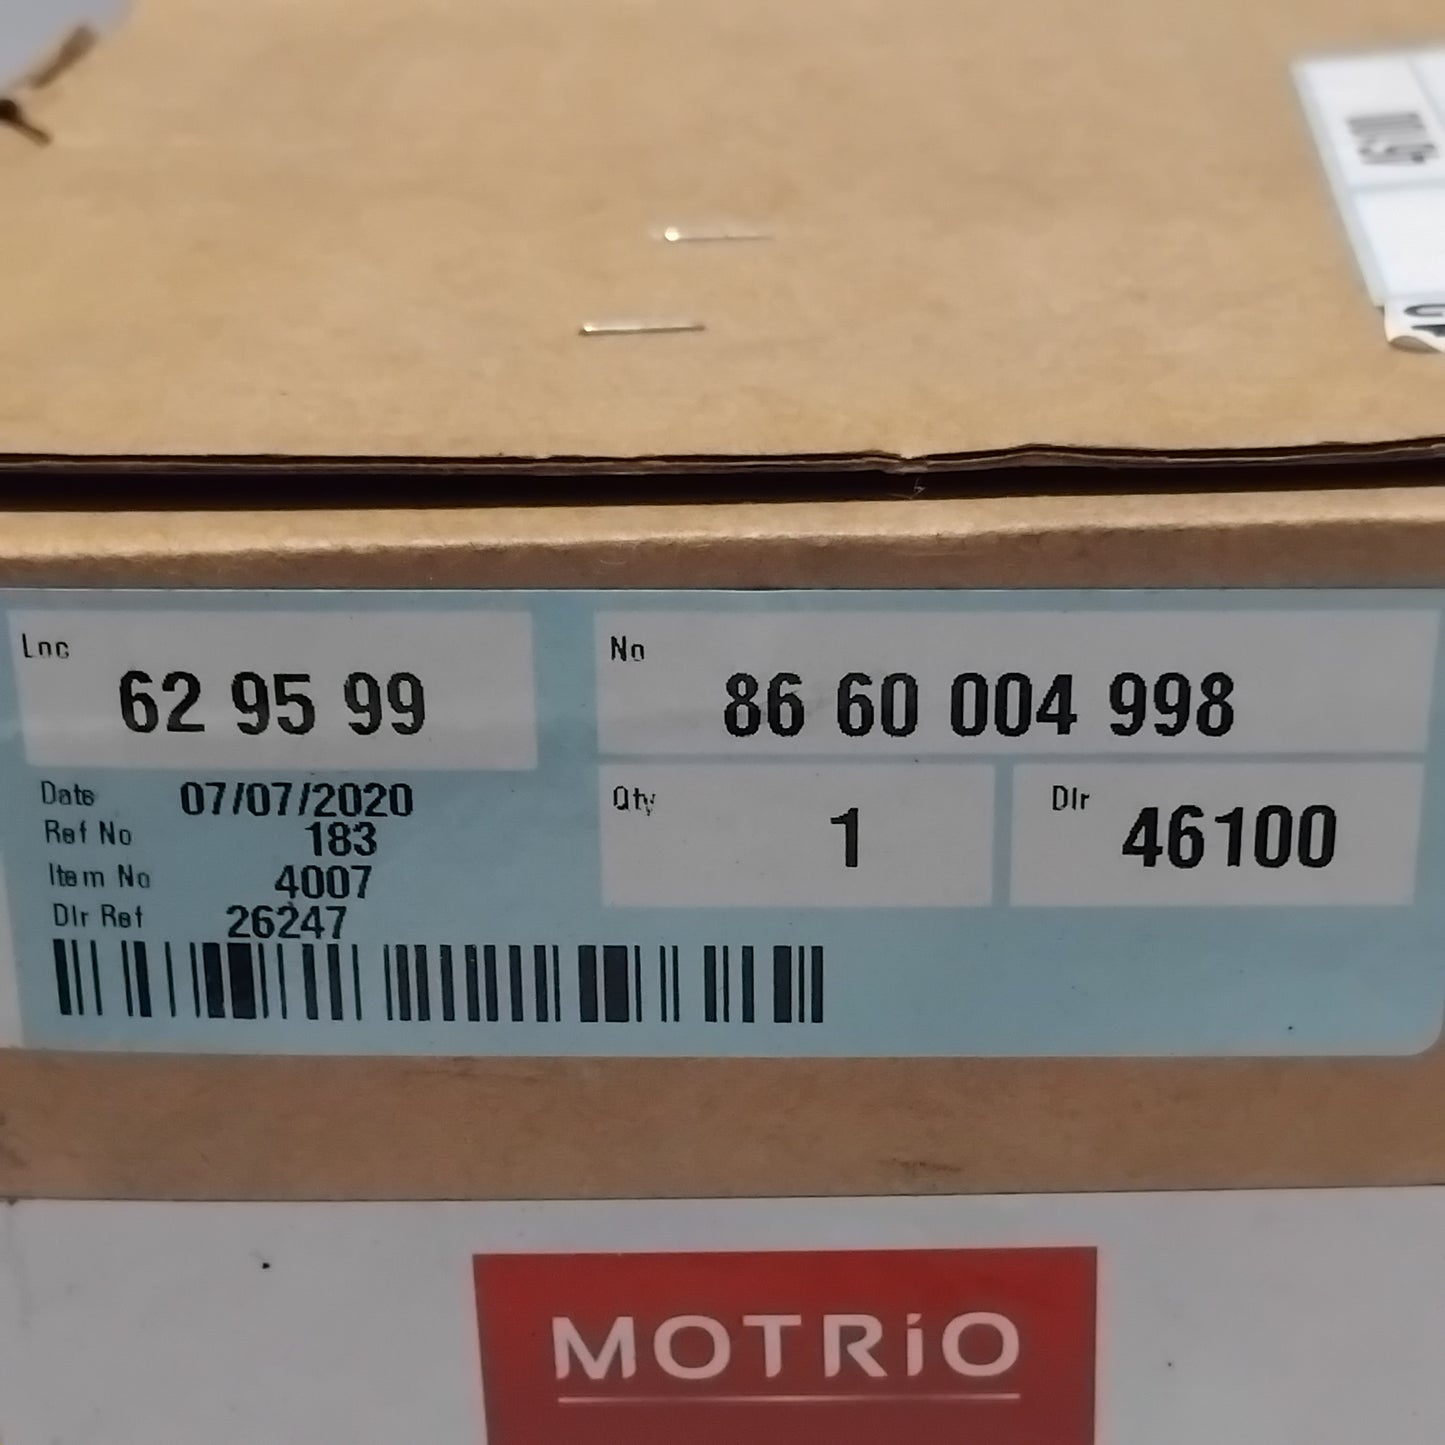 Loc 62 95 99
No 86 60 004 998
Date 07/07/2020
Ref No 183
Item No 4007
Dlr Ref 26247
Qty 1
Dlr 46100
MOTRiO